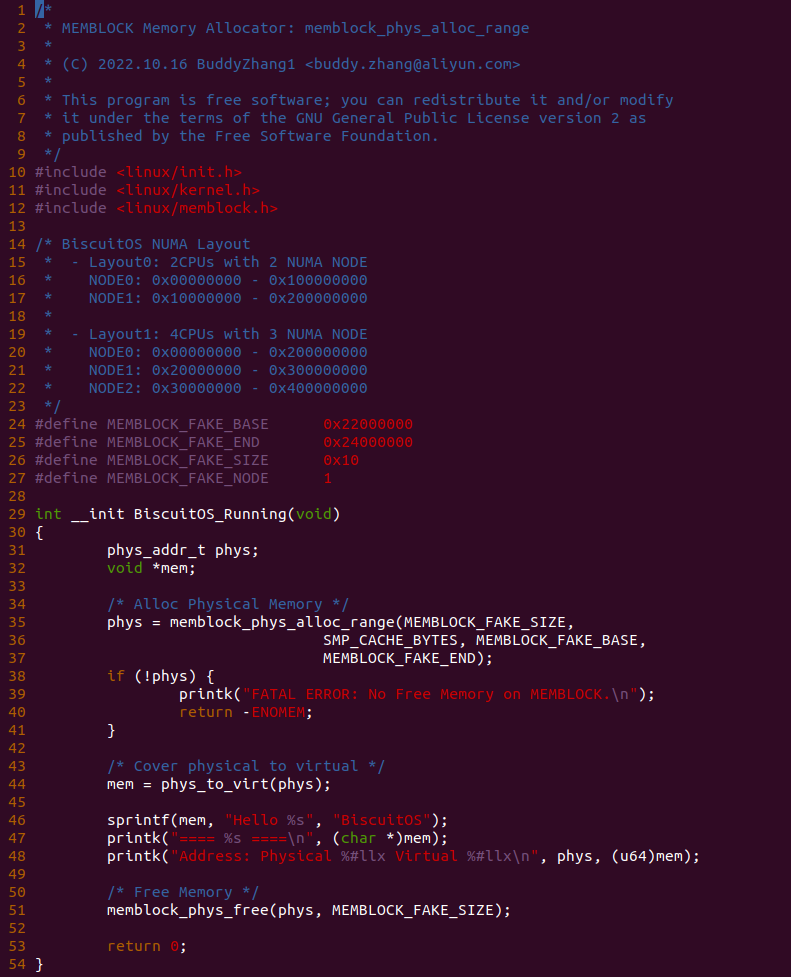 1 /*
2  * MEMBLOCK Memory Allocator: memblock_phys_alloc_range
3  *
4  * (C) 2022.10.16 BuddyZhang1 <buddy.zhang@aliyun.com>
5  *
6  * This program is free software; you can redistribute it and/or modify
7  * it under the terms of the GNU General Public License version 2 as
8  * published by the Free Software Foundation.
9  */
10 #include <linux/init.h>
11 #include <linux/kernel.h>
12 #include <linux/memblock.h>
13
14 /* BiscuitOS NUMA Layout
15  *  - Layout0: 2CPUs with 2 NUMA NODE
16  *    NODE0: 0x00000000 - 0x100000000
17  *    NODE1: 0x10000000 - 0x200000000
18  *
19  *  - Layout1: 4CPUs with 3 NUMA NODE
20  *    NODE0: 0x00000000 - 0x200000000
21  *    NODE1: 0x20000000 - 0x300000000
22  *    NODE2: 0x30000000 - 0x400000000
23  */
24 #define MEMBLOCK_FAKE_BASE      0x22000000
25 #define MEMBLOCK_FAKE_END       0x24000000
26 #define MEMBLOCK_FAKE_SIZE      0x10
27 #define MEMBLOCK_FAKE_NODE      1
28
29 int __init BiscuitOS_Running(void)
30 {
31         phys_addr_t phys;
32         void *mem;
33
34         /* Alloc Physical Memory */
35         phys = memblock_phys_alloc_range(MEMBLOCK_FAKE_SIZE,
36                                 SMP_CACHE_BYTES, MEMBLOCK_FAKE_BASE,
37                                 MEMBLOCK_FAKE_END);
38         if (!phys) {
39                 printk("FATAL ERROR: No Free Memory on MEMBLOCK.\n");
40                 return -ENOMEM;
41         }
42
43         /* Cover physical to virtual */
44         mem = phys_to_virt(phys);
45
46         sprintf(mem, "Hello %s", "BiscuitOS");
47         printk("==== %s ====\n", (char *)mem);
48         printk("Address: Physical %#llx Virtual %#llx\n", phys, (u64)mem);
49
50         /* Free Memory */
51         memblock_phys_free(phys, MEMBLOCK_FAKE_SIZE);
52
53         return 0;
54 }